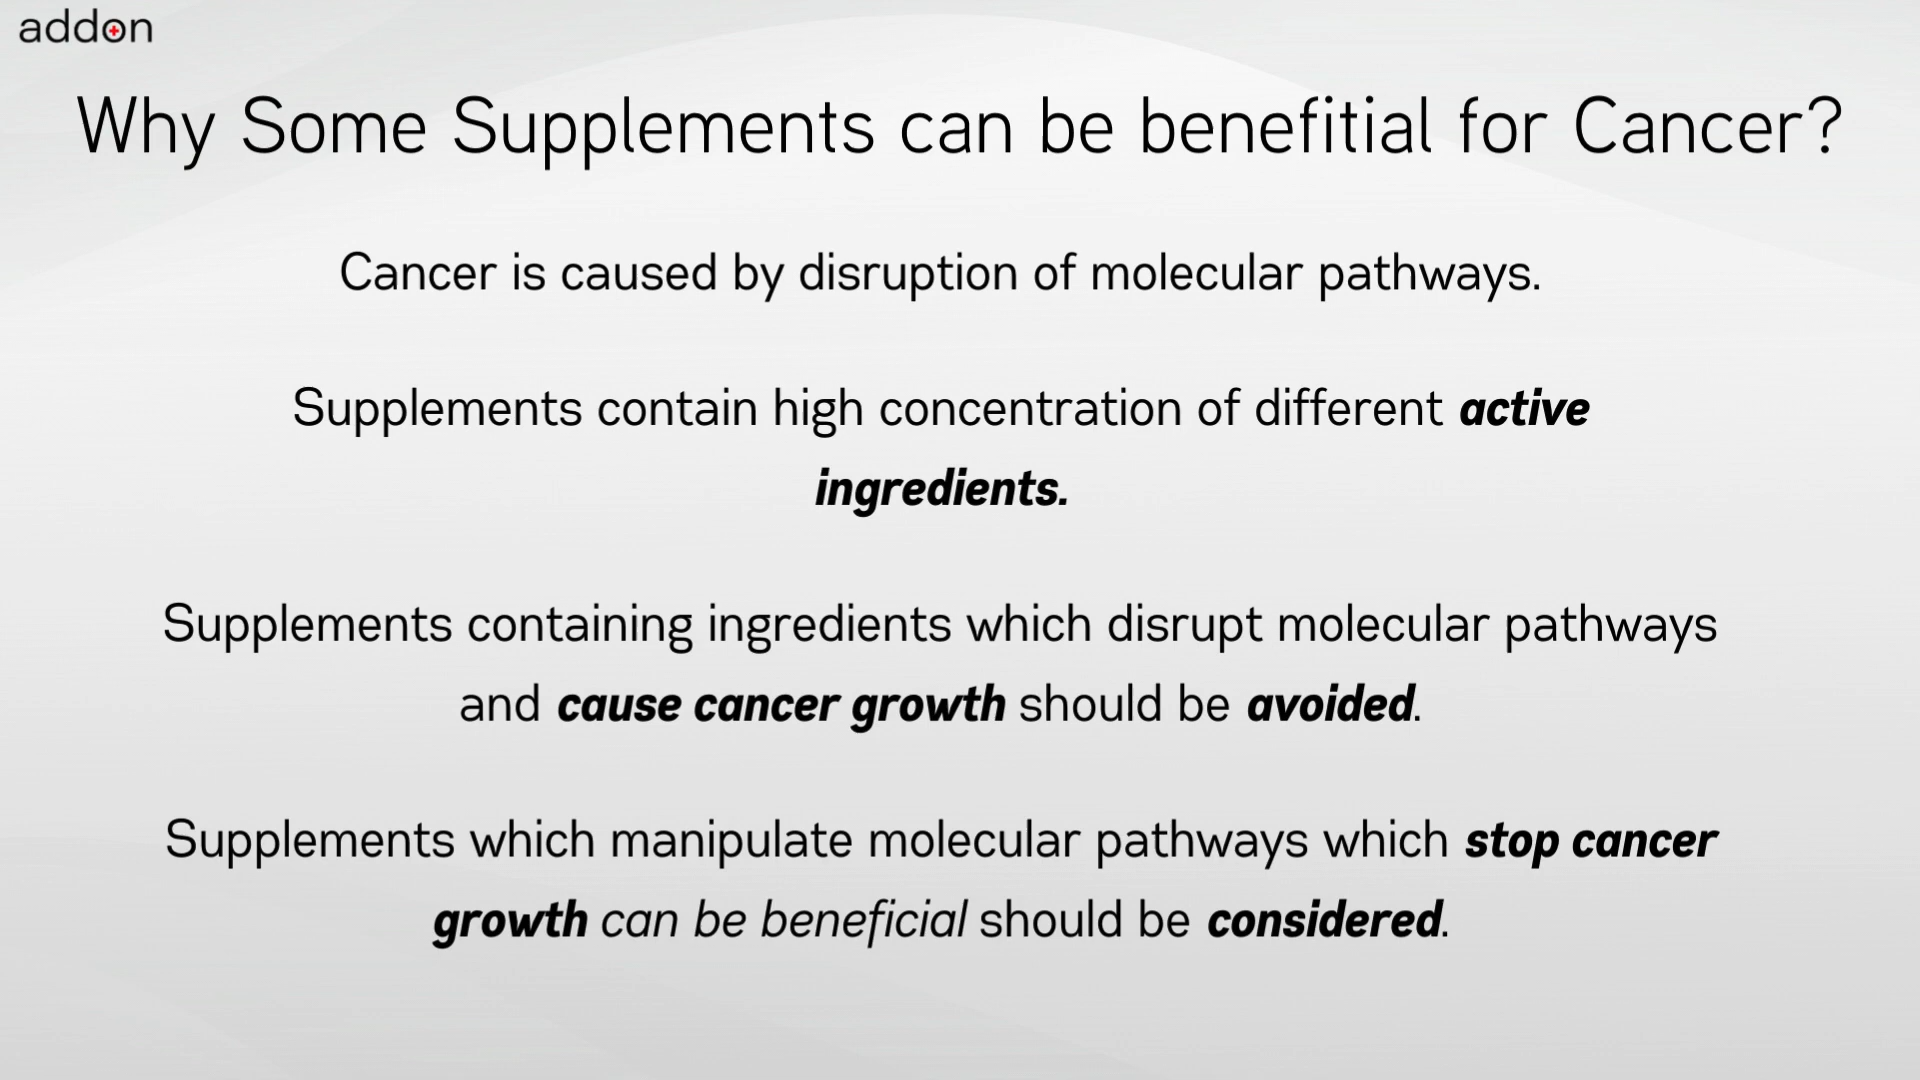 addon
Why Some Supplements can be benefitial for Cancer?
Cancer is caused by disruption of molecular pathways.
Supplements contain high concentration of different active
ingredients.
Supplements containing ingredients which disrupt molecular pathways
and cause cancer growth should be avoided.
Supplements which manipulate molecular pathways which stop cancer
growth can be beneficial should be considered.